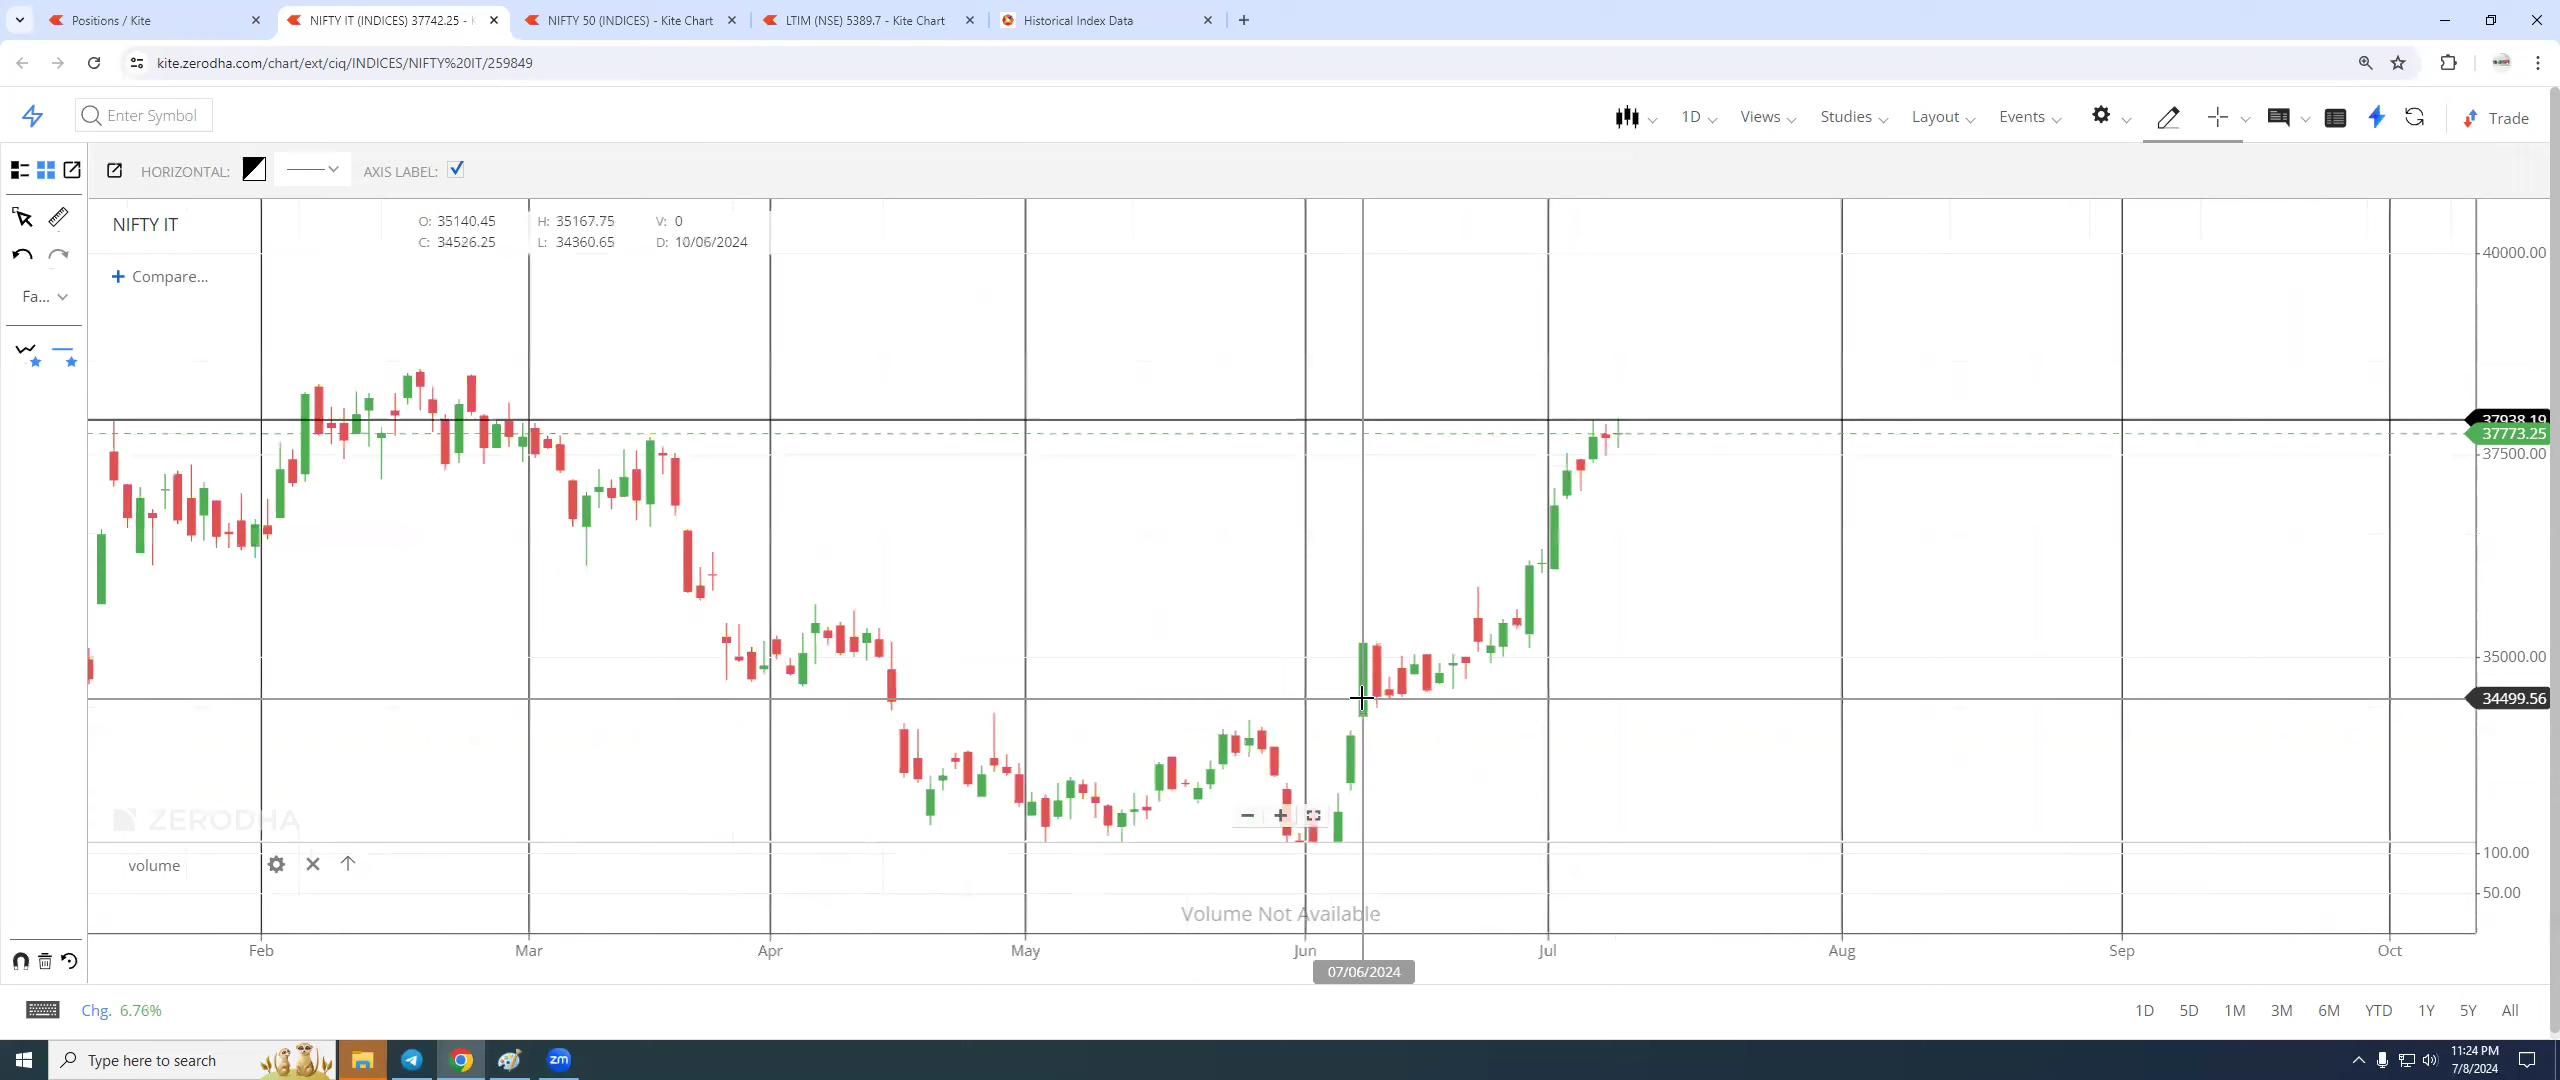 Positions / Kite
NIFTY IT (INDICES) 37742.25 -
NIFTY 50 (INDICES) - Kite Chart
LTIM (NSE) 5389.7 - Kite Chart
Historical Index Data
kite.zerodha.com/chart/ext/ciq/INDICES/NIFTY%20IT/259849
Enter Symbol
1D
Views
Studies
Layout
Events
Trade
HORIZONTAL:
AXIS LABEL:
NIFTY IT
O: 35140.45 H: 35167.75 V: 0
C: 34526.25 L: 34360.65 D: 10/06/2024
+ Compare...
Fa...
40000.00
37938.19
37773.25
37500.00
35000.00
34499.56
ZERODHA
volume
100.00
50.00
Volume Not Available
Feb Mar Apr May Jun Jul Aug Sep Oct
07/06/2024
Chg. 6.76%
1D 5D 1M 3M 6M YTD 1Y 5Y All
Type here to search
zm
11:24 PM
7/8/2024